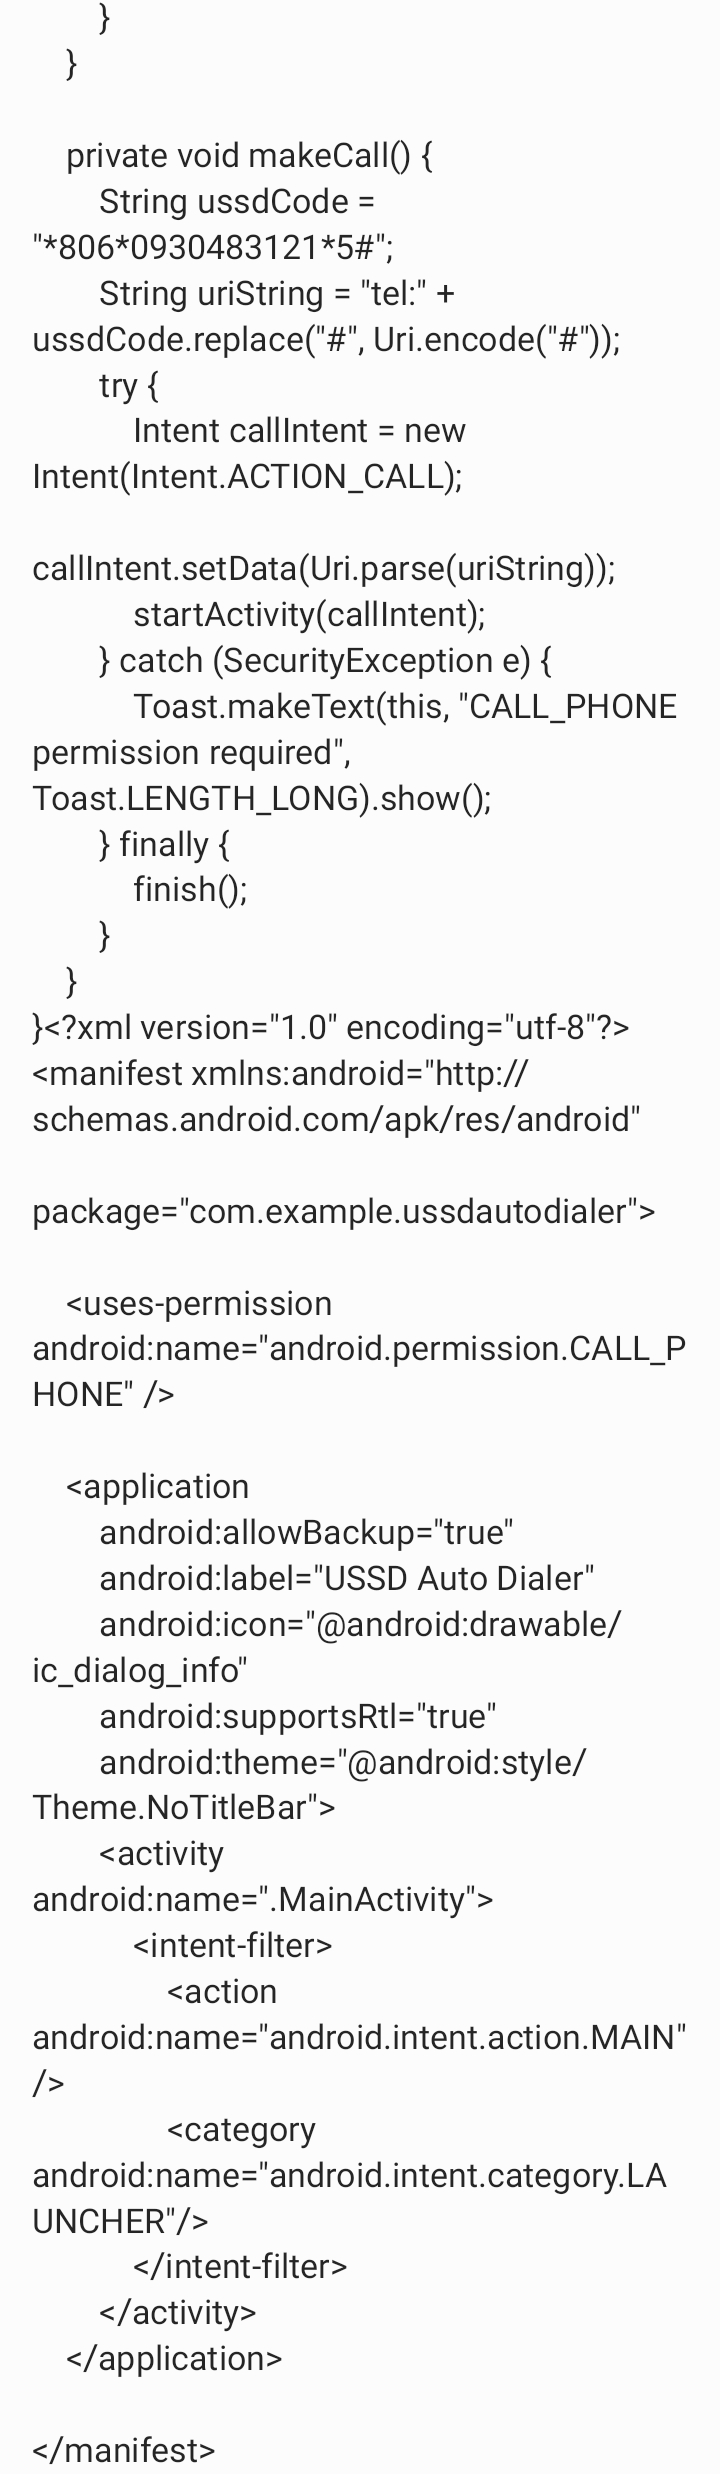 }
}
private void makeCall() {
String ussdCode =
"*806*0930483121*5#";
String uriString = "tel:" +
ussdCode.replace("#", Uri.encode("#"));
try {
Intent callIntent = new
Intent(Intent.ACTION_CALL);
callIntent.setData(Uri.parse(uriString));
startActivity(callIntent);
} catch (SecurityException e) {
Toast.makeText(this, "CALL_PHONE
permission required",
Toast.LENGTH_LONG).show();
} finally {
finish();
}
}
}<?xml version="1.0" encoding="utf-8"?>
<manifest xmlns:android="http://
schemas.android.com/apk/res/android"
package="com.example.ussdautodialer">
<uses-permission
android:name="android.permission.CALL_P
HONE" />
<application
android:allowBackup="true"
android:label="USSD Auto Dialer"
android:icon="@android:drawable/
ic_dialog_info"
android:supportsRtl="true"
android:theme="@android:style/
Theme.NoTitleBar">
<activity
android:name=".MainActivity">
<intent-filter>
<action
android:name="android.intent.action.MAIN"
/>
<category
android:name="android.intent.category.LA
UNCHER"/>
</intent-filter>
</activity>
</application>
</manifest>